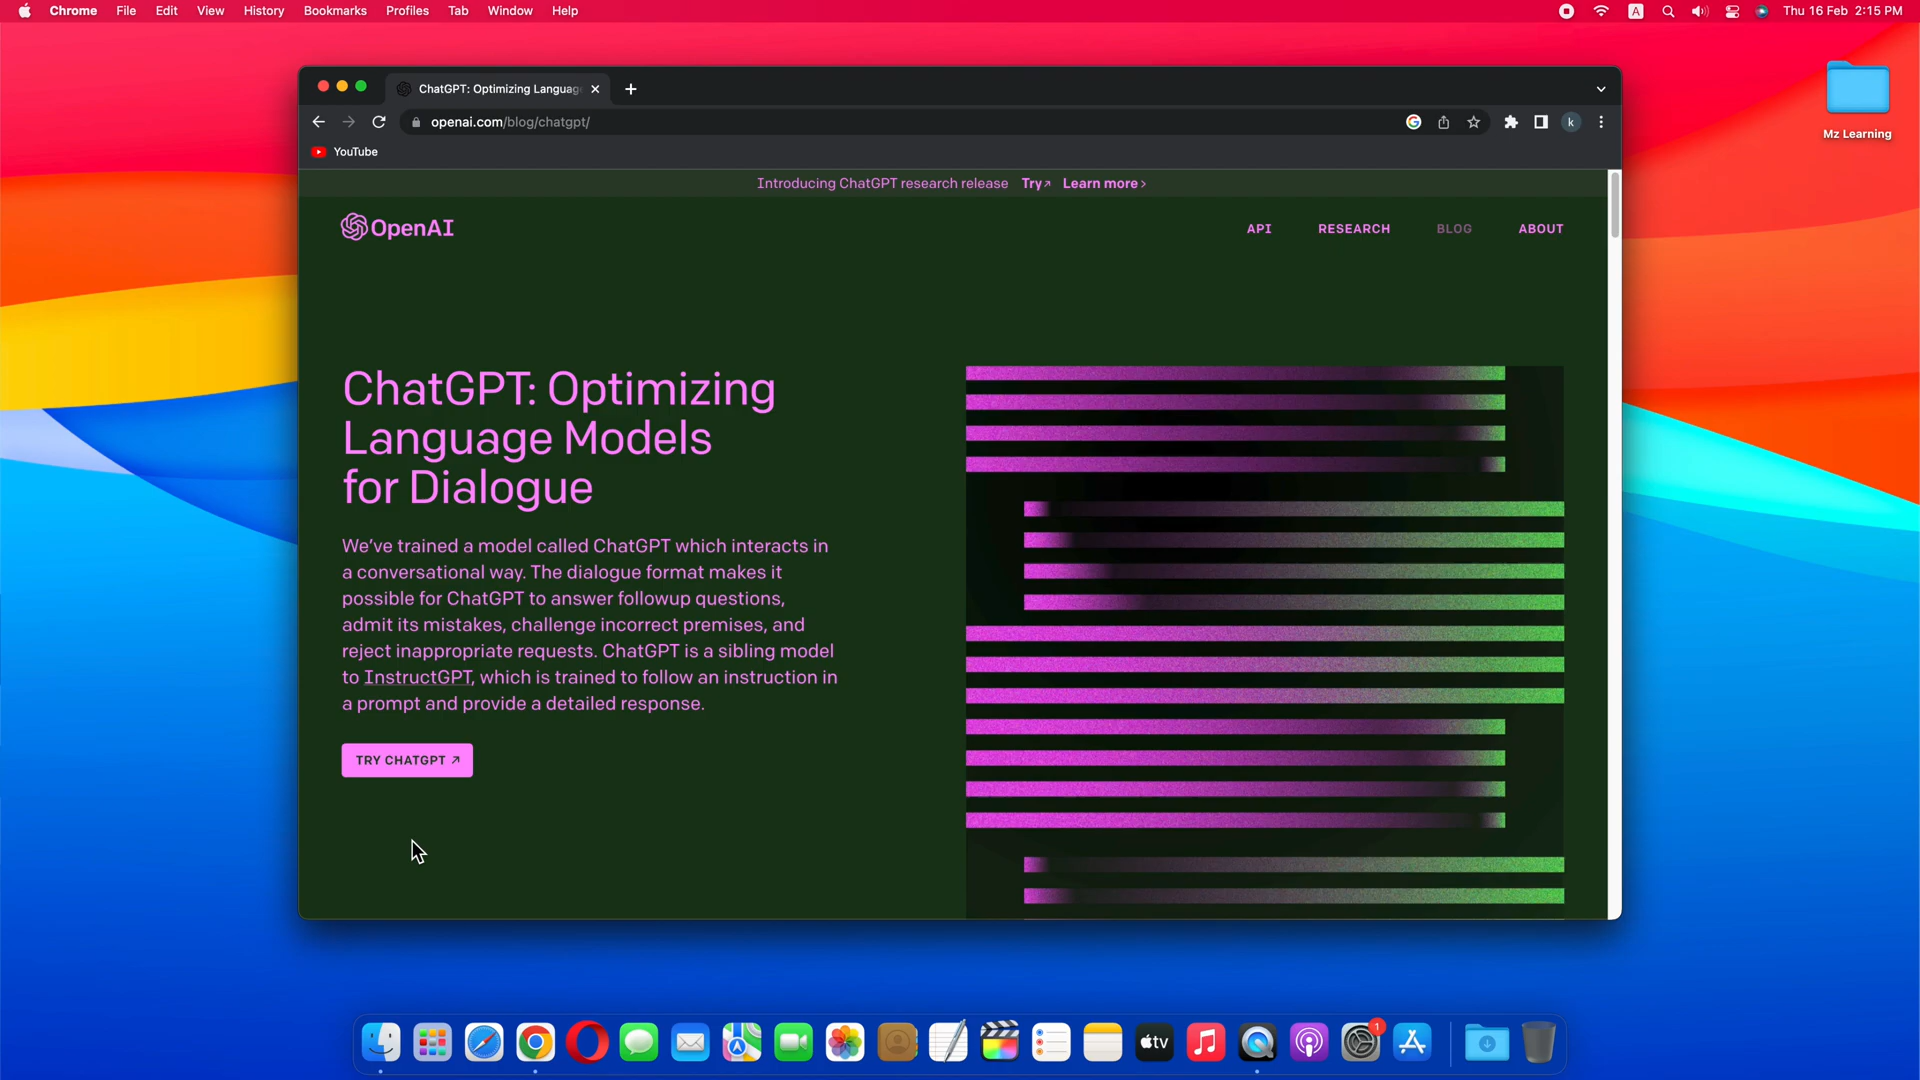 Chrome File Edit View History Bookmarks Profiles Tab Window Help
A
Thu 16 Feb 2:15 PM
Mz Learning
ChatGPT: Optimizing Languag
openai.com/blog/chatgpt/
G
k
YouTube
Introducing ChatGPT research release Try↗ Learn more›
OpenAI
API RESEARCH BLOG ABOUT
ChatGPT: Optimizing
Language Models
for Dialogue
We’ve trained a model called ChatGPT which interacts in
a conversational way. The dialogue format makes it
possible for ChatGPT to answer followup questions,
admit its mistakes, challenge incorrect premises, and
reject inappropriate requests. ChatGPT is a sibling model
to InstructGPT, which is trained to follow an instruction in
a prompt and provide a detailed response.
TRY CHATGPT ↗
tv
1